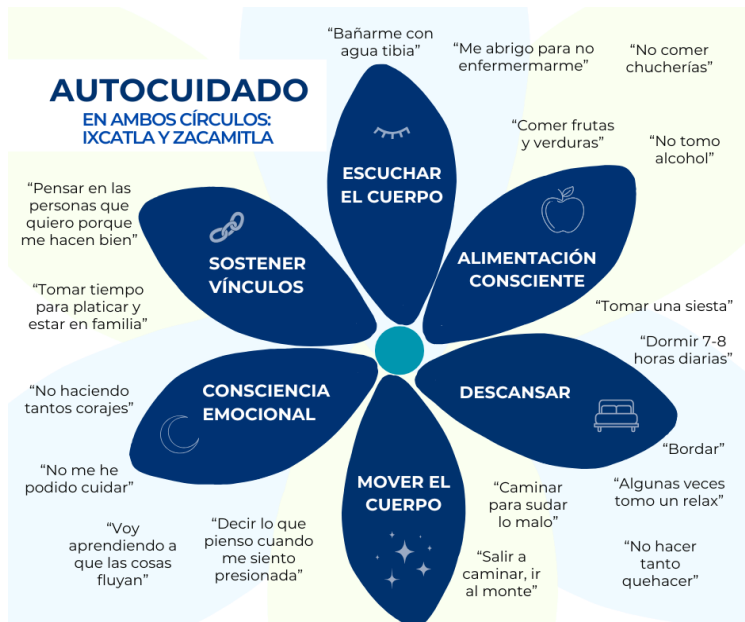 AUTOCUIDADO
EN AMBOS CÍRCULOS:
IXCATLA Y ZACAMITLA
“Bañarme con
agua tibia”
“Me abrigo para no
enfermermarme”
“No comer
chucherías”
“Comer frutas
y verduras”
“No tomo
alcohol”
ESCUCHAR
EL CUERPO
“Pensar en las
personas que
quiero porque
me hacen bien”
“Tomar tiempo
para platicar y
estar en familia”
SOSTENER
VÍNCULOS
ALIMENTACIÓN
CONSCIENTE
“Tomar una siesta”
“Dormir 7-8
horas diarias”
DESCANSAR
“Bordar”
“Algunas veces
tomo un relax”
“No hacer
tanto
quehacer”
CONSCIENCIA
EMOCIONAL
“No haciendo
tantos corajes”
“No me he
podido cuidar”
“Voy
aprendiendo a
que las cosas
fluyan”
“Decir lo que
pienso cuando
me siento
presionada”
MOVER EL
CUERPO
“Caminar
para sudar
lo malo”
“Salir a
caminar, ir
al monte”